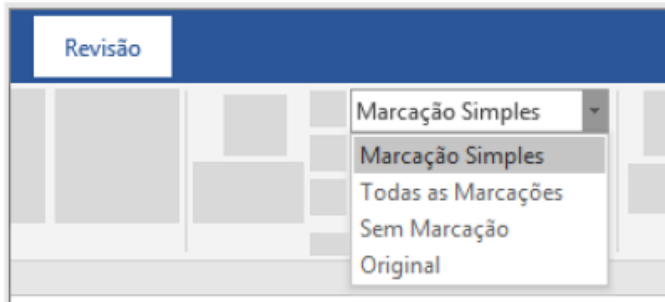 Revisão
Marcação Simples
Marcação Simples
Todas as Marcações
Sem Marcação
Original